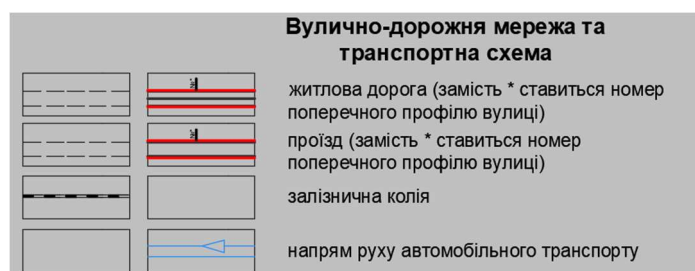 Вулично-дорожня мережа та
транспортна схема
житлова дорога (замість * ставиться номер
поперечного профілю вулиці)
проїзд (замість * ставиться номер
поперечного профілю вулиці)
залізнична колія
напрям руху автомобільного транспорту